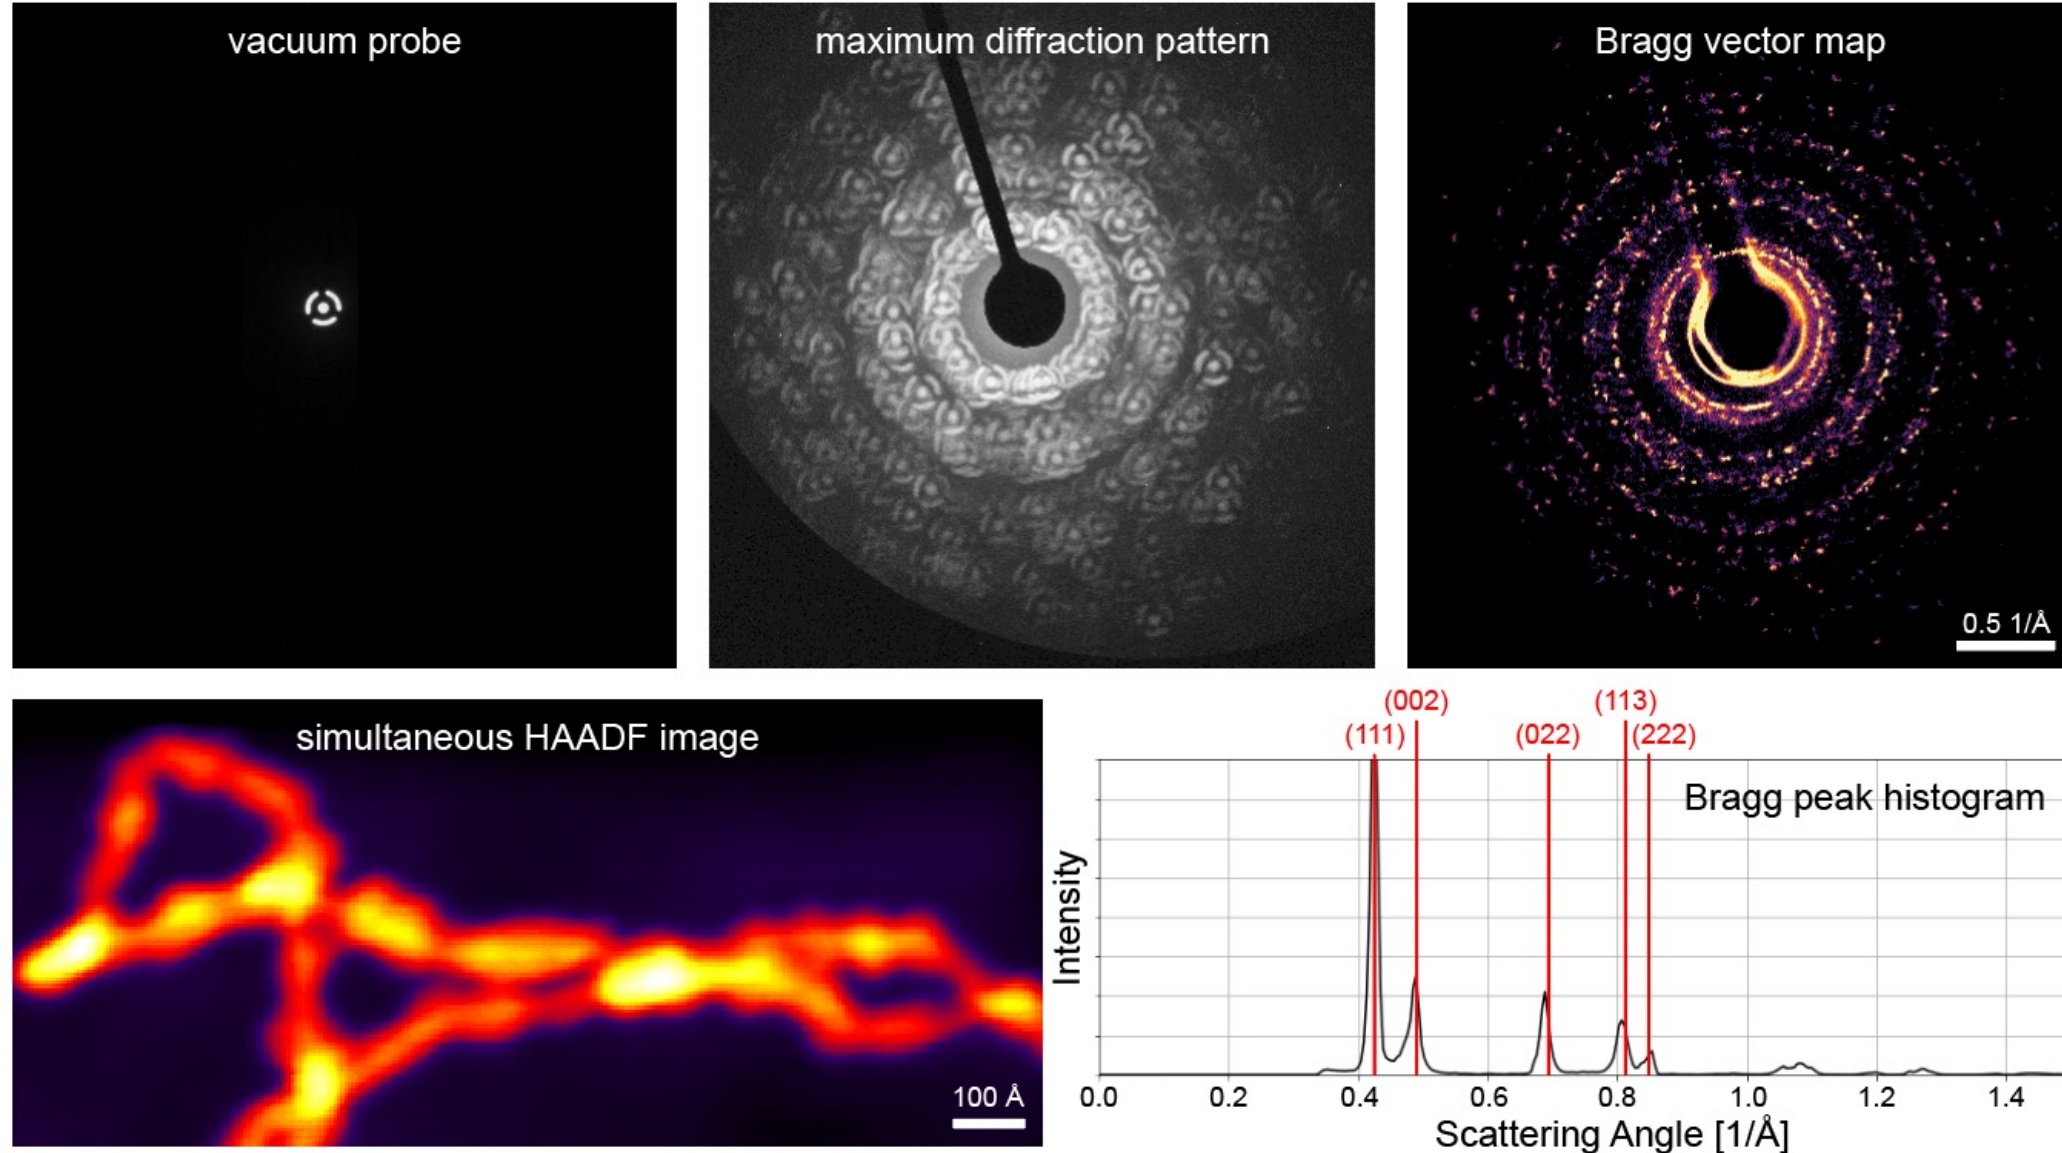 vacuum probe
maximum diffraction pattern
Bragg vector map
0.5 1/Å
simultaneous HAADF image
100 Å
(002)
(113)
(111)
(022)
(222)
Bragg peak histogram
Intensity
0.0
0.2
0.4
0.6
0.8
1.0
1.2
1.4
Scattering Angle [1/Å]